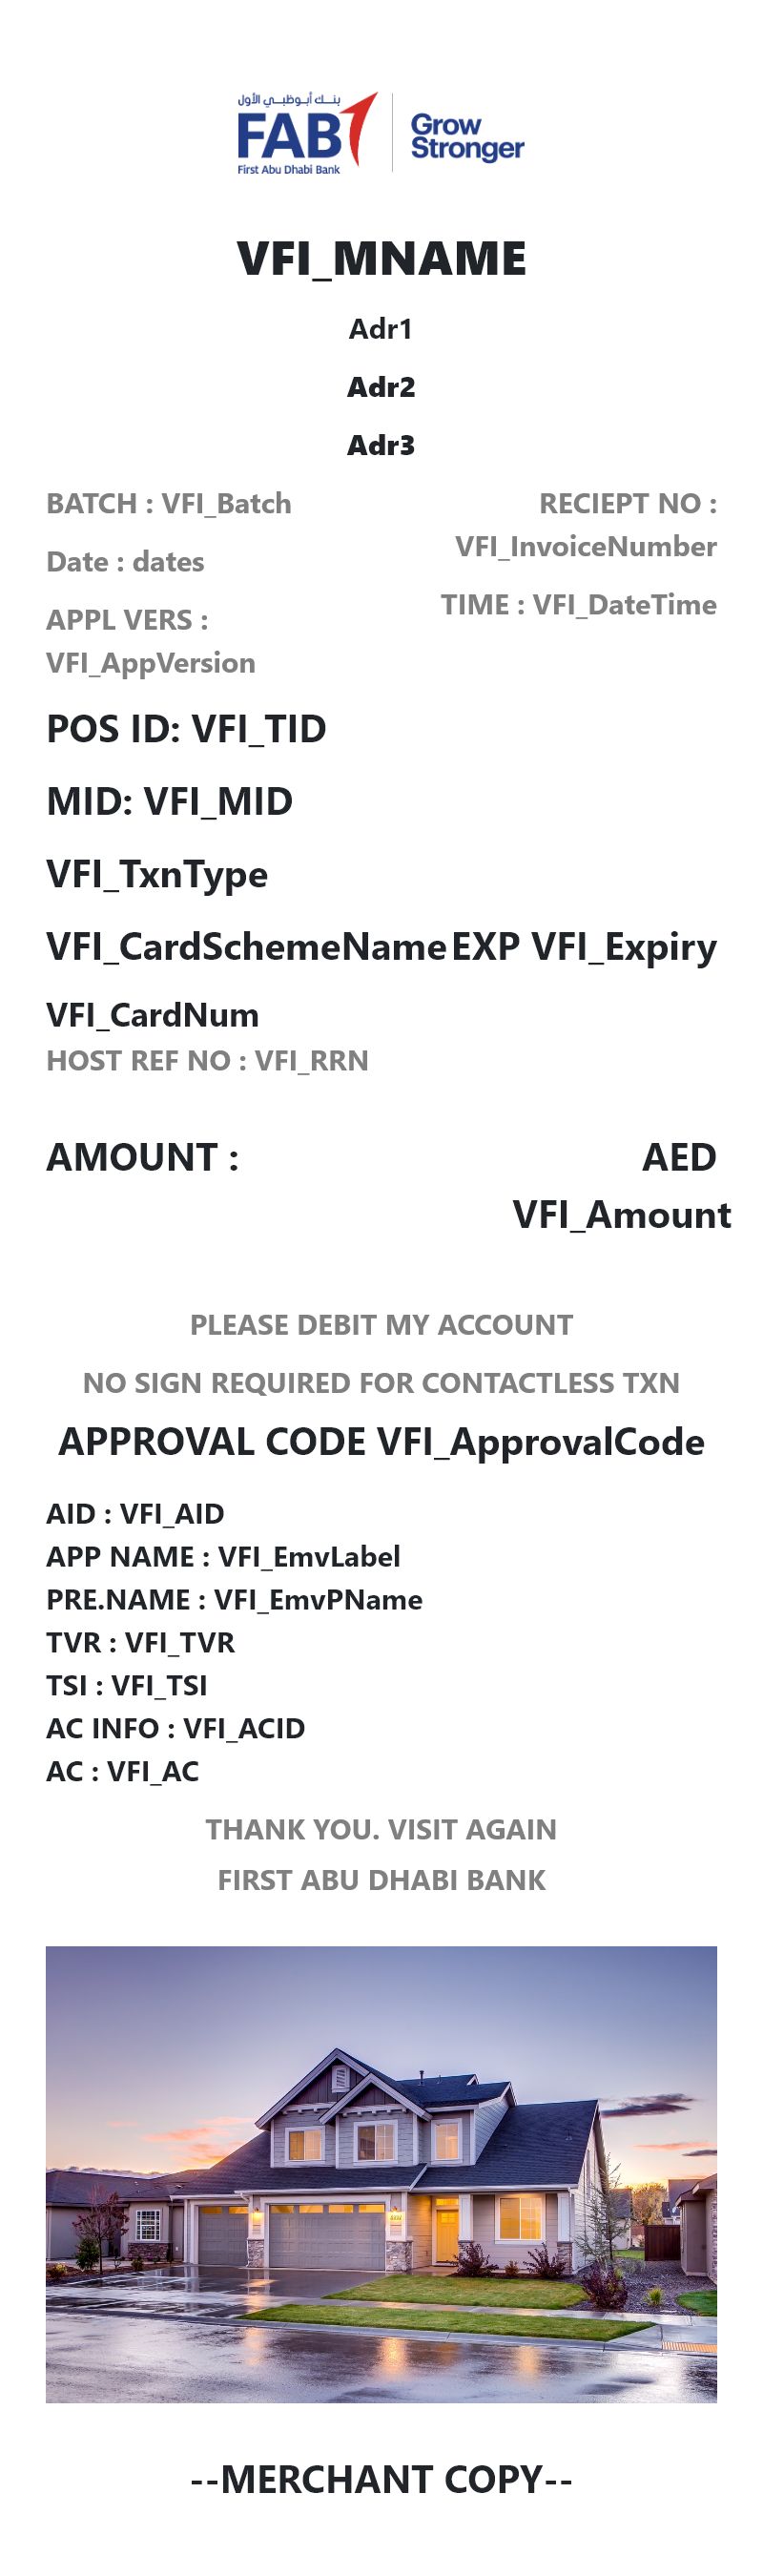 بنك أبوظبي الأول
FAB
First Abu Dhabi Bank
Grow
Stronger
VFI_MNAME
Adr1
Adr2
Adr3
BATCH : VFI_Batch
Date : dates
APPL VERS :
VFI_AppVersion
RECIEPT NO :
VFI_InvoiceNumber
TIME : VFI_DateTime
POS ID: VFI_TID
MID: VFI_MID
VFI_TxnType
VFI_CardSchemeName EXP VFI_Expiry
VFI_CardNum
HOST REF NO : VFI_RRN
AMOUNT : AED
VFI_Amount
PLEASE DEBIT MY ACCOUNT
NO SIGN REQUIRED FOR CONTACTLESS TXN
APPROVAL CODE VFI_ApprovalCode
AID : VFI_AID
APP NAME : VFI_EmvLabel
PRE.NAME : VFI_EmvPName
TVR : VFI_TVR
TSI : VFI_TSI
AC INFO : VFI_ACID
AC : VFI_AC
THANK YOU. VISIT AGAIN
FIRST ABU DHABI BANK
--MERCHANT COPY--